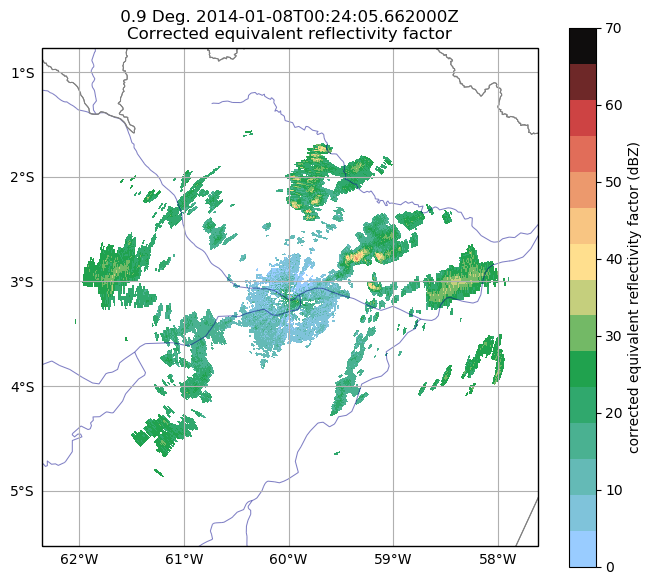 0.9 Deg. 2014-01-08T00:24:05.662000Z
Corrected equivalent reflectivity factor
1°S
2°S
3°S
4°S
5°S
62°W 61°W 60°W 59°W 58°W
70
60
50
40
30
20
10
0
corrected equivalent reflectivity factor (dBZ)